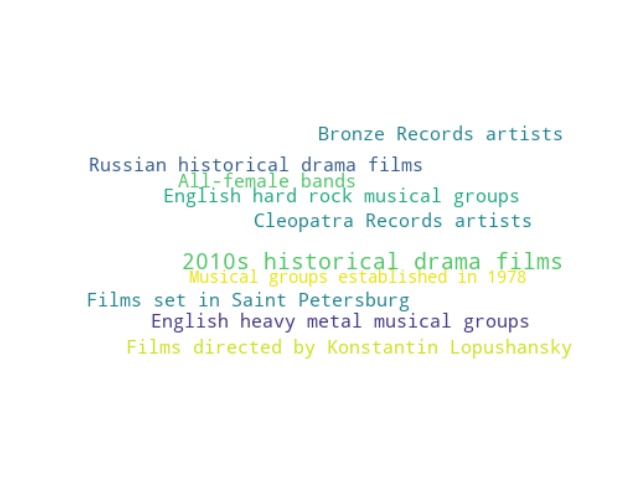 Bronze Records artists
Russian historical drama films
All-female bands
English hard rock musical groups
Cleopatra Records artists
2010s historical drama films
Musical groups established in 1978
Films set in Saint Petersburg
English heavy metal musical groups
Films directed by Konstantin Lopushansky